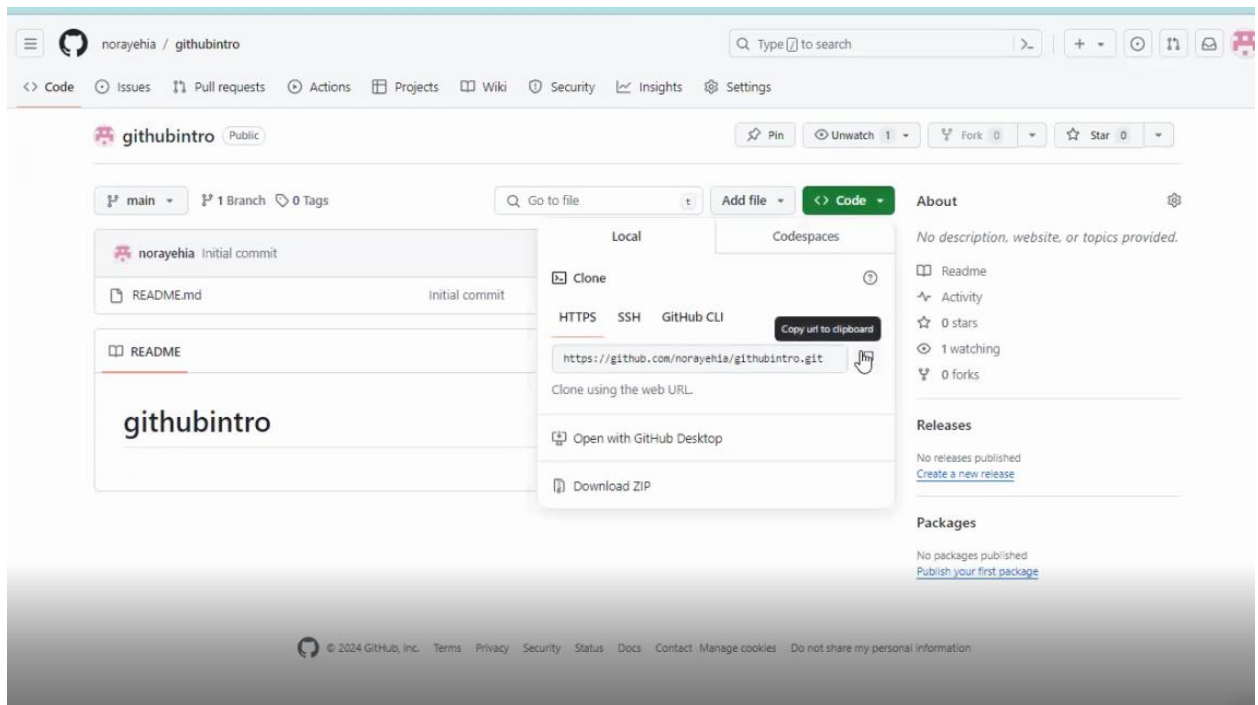 norayehia / githubintro
Type / to search
<> Code Issues Pull requests Actions Projects Wiki Security Insights Settings
githubintro Public
Pin Unwatch 1 Fork 0 Star 0
main 1 Branch 0 Tags Go to file t Add file <> Code
norayehia Initial commit
README.md Initial commit
README
githubintro
Local Codespaces
Clone
HTTPS SSH GitHub CLI
Copy url to clipboard
https://github.com/norayehia/githubintro.git
Clone using the web URL.
Open with GitHub Desktop
Download ZIP
About
No description, website, or topics provided.
Readme
Activity
0 stars
1 watching
0 forks
Releases
No releases published
Create a new release
Packages
No packages published
Publish your first package
© 2024 GitHub, Inc. Terms Privacy Security Status Docs Contact Manage cookies Do not share my personal information